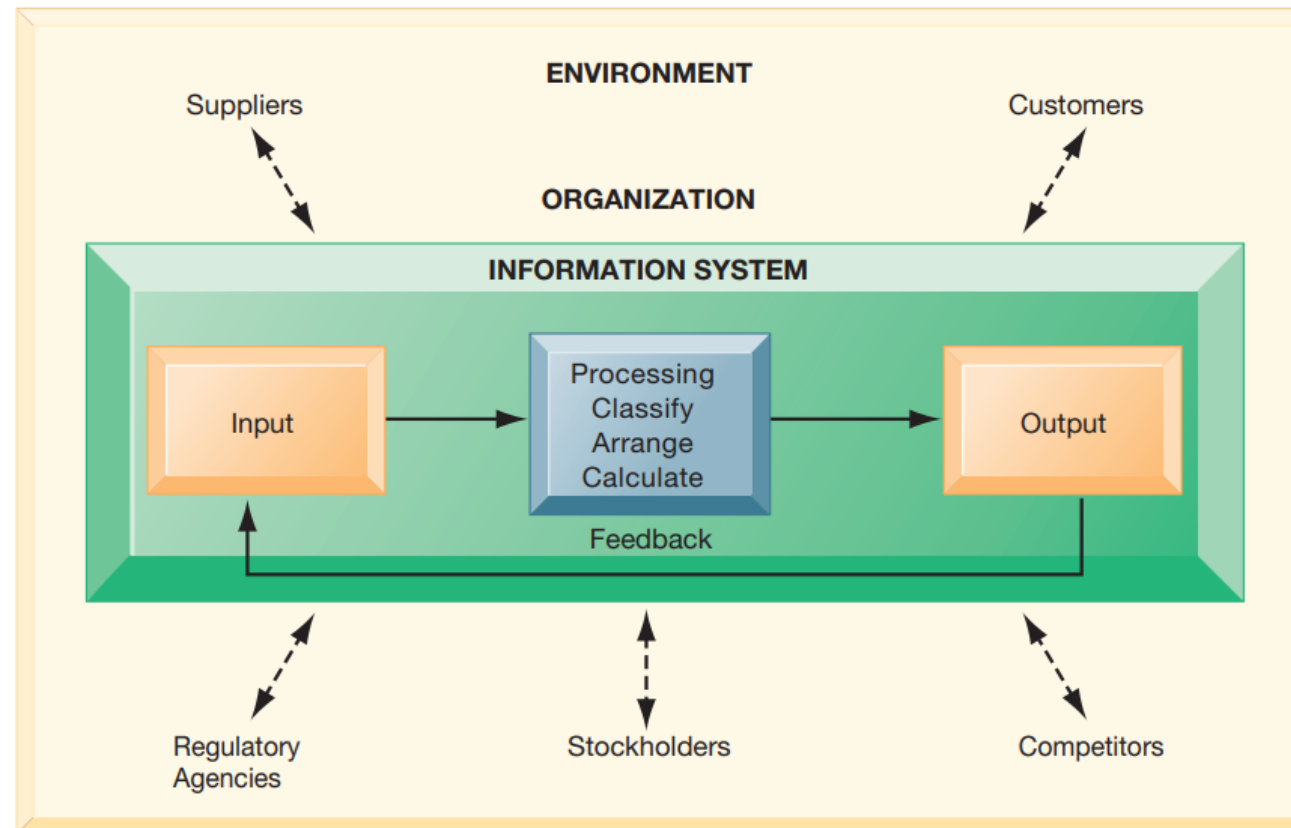 ENVIRONMENT
Suppliers
Customers
ORGANIZATION
INFORMATION SYSTEM
Input
Processing
Classify
Arrange
Calculate
Output
Feedback
Regulatory
Agencies
Stockholders
Competitors